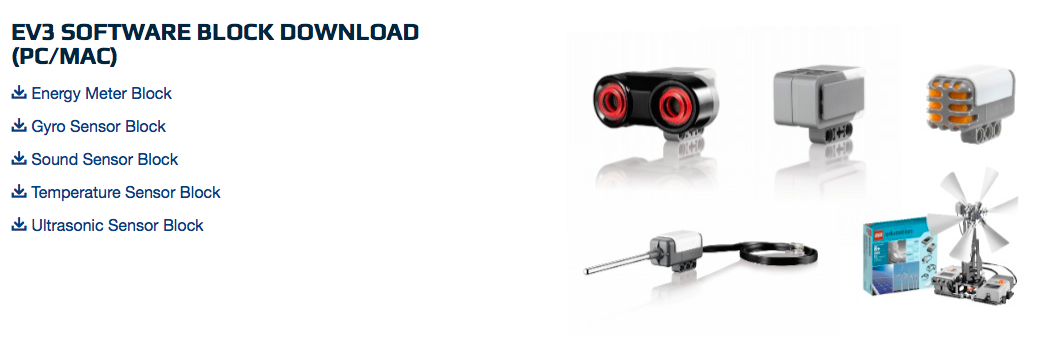 EV3 SOFTWARE BLOCK DOWNLOAD
(PC/MAC)
Energy Meter Block
Gyro Sensor Block
Sound Sensor Block
Temperature Sensor Block
Ultrasonic Sensor Block
education